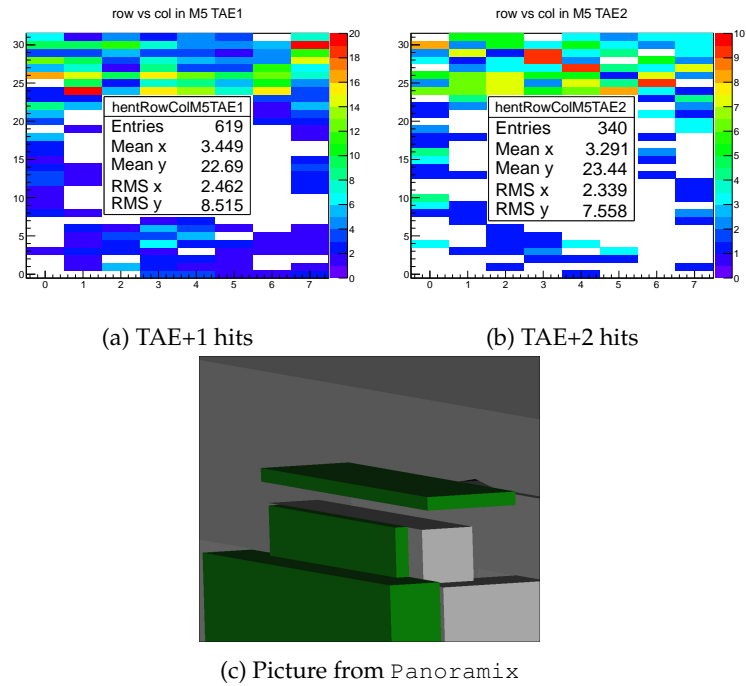 row vs col in M5 TAE1
hentRowColM5TAE1
Entries 619
Mean x 3.449
Mean y 22.69
RMS x 2.462
RMS y 8.515
0 5 10 15 20 25 30
0 1 2 3 4 5 6 7
0 2 4 6 8 10 12 14 16 18 20
(a) TAE+1 hits
row vs col in M5 TAE2
hentRowColM5TAE2
Entries 340
Mean x 3.291
Mean y 23.44
RMS x 2.339
RMS y 7.558
0 5 10 15 20 25 30
0 1 2 3 4 5 6 7
0 1 2 3 4 5 6 7 8 9 10
(b) TAE+2 hits
(c) Picture from Panoramix